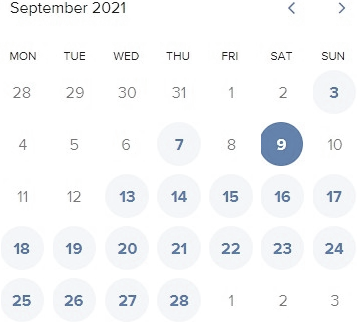 September 2021
MON TUE WED THU FRI SAT SUN
28 29 30 31 1 2 3
4 5 6 7 8 9 10
11 12 13 14 15 16 17
18 19 20 21 22 23 24
25 26 27 28 1 2 3